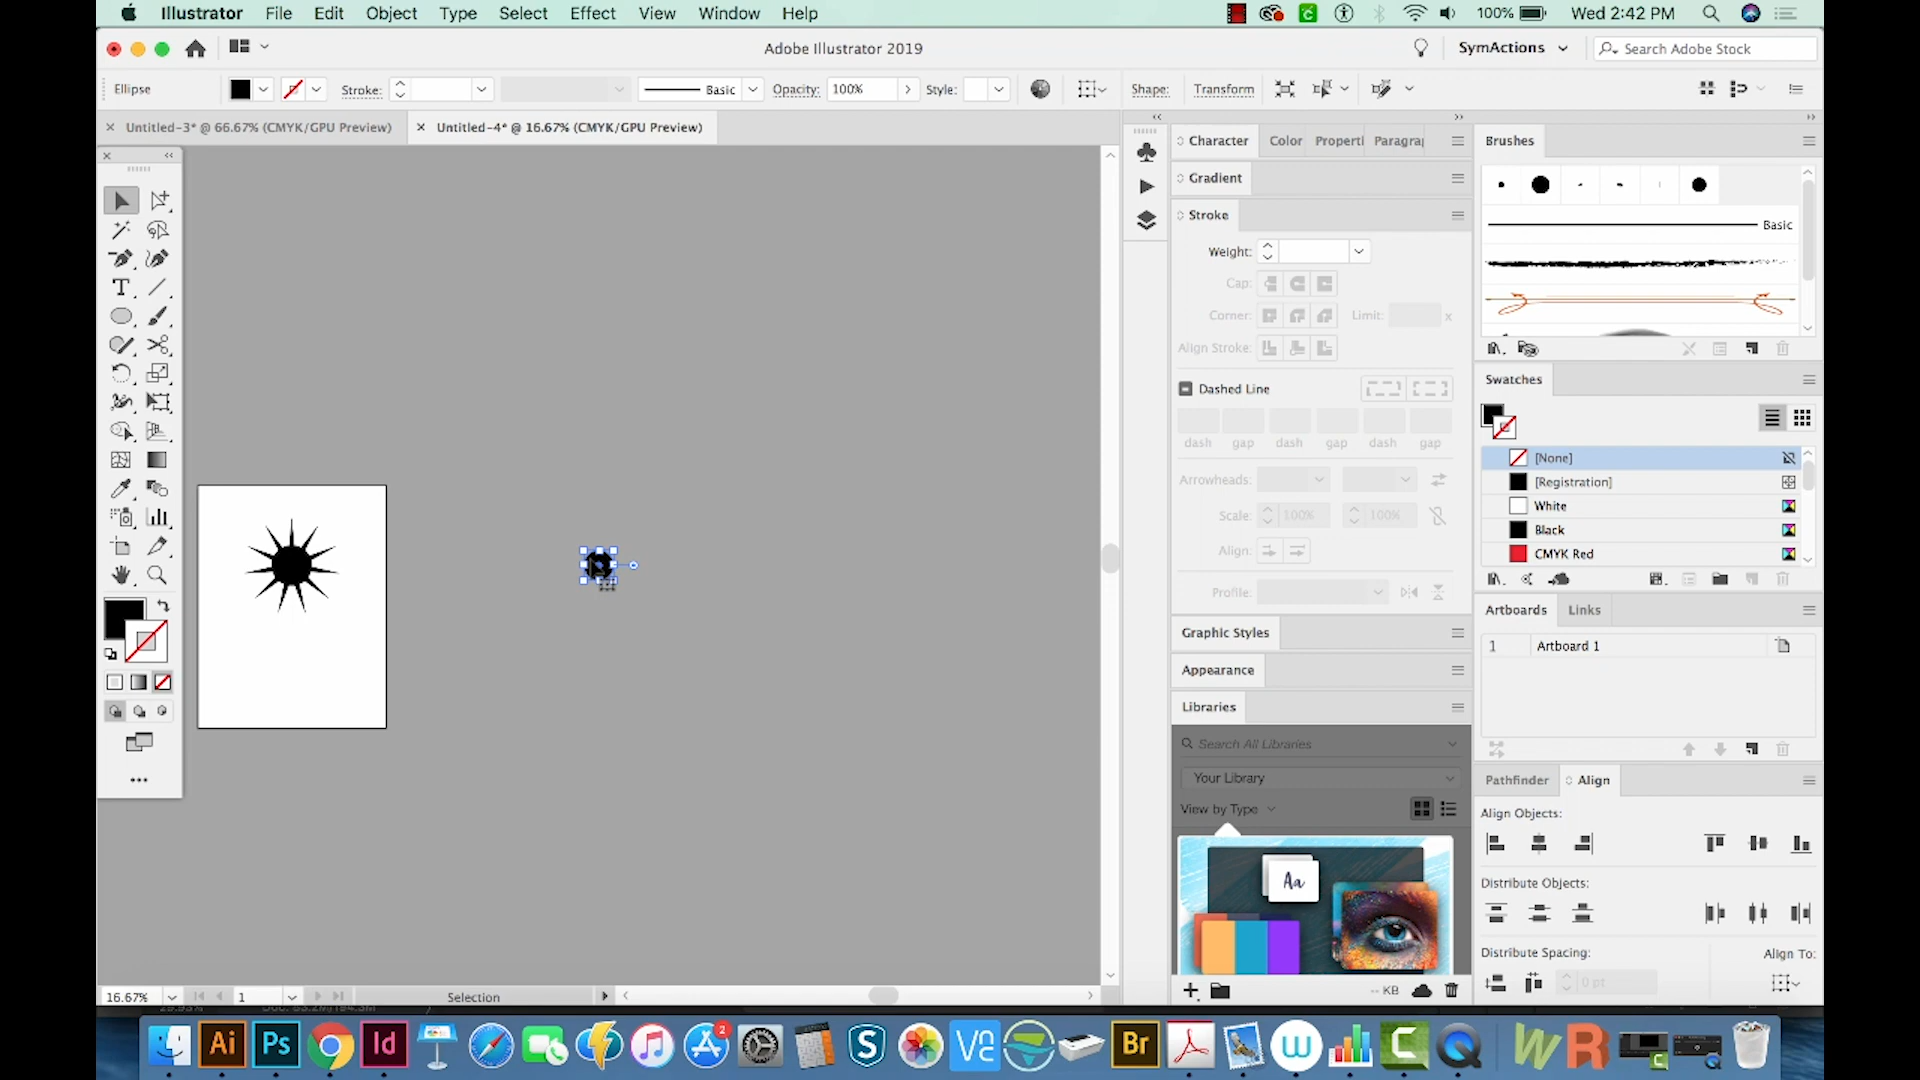 Illustrator File Edit Object Type Select Effect View Window Help 100% Wed 2:42 PM
Adobe Illustrator 2019 SymActions Search Adobe Stock
Ellipse Stroke: Basic Opacity: 100% Style: Shape: Transform
Untitled-3* @ 66.67% (CMYK/GPU Preview) Untitled-4* @ 16.67% (CMYK/GPU Preview)
Character Color Properti Paragra
Gradient
Stroke
Weight:
Cap:
Corner: Limit: x
Align Stroke:
Dashed Line
dash gap dash gap dash gap
Arrowheads:
Scale: 100% 100%
Align:
Profile:
Graphic Styles
Appearance
Libraries
Search All Libraries
Your Library
View by Type
Aa
-- KB
Brushes
Basic
Swatches
[None]
[Registration]
White
Black
CMYK Red
Artboards Links
1 Artboard 1
Pathfinder Align
Align Objects:
Distribute Objects:
Distribute Spacing: Align To:
0 pt
16.67% 1 Selection
Ai Ps Id 2 S VE Br W C W R